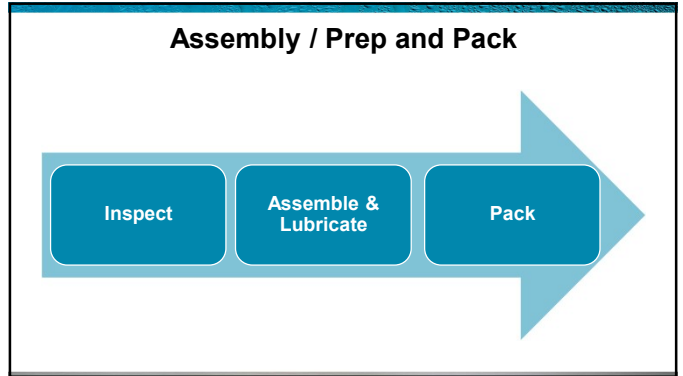 Assembly / Prep and Pack
Inspect
Assemble &
Lubricate
Pack